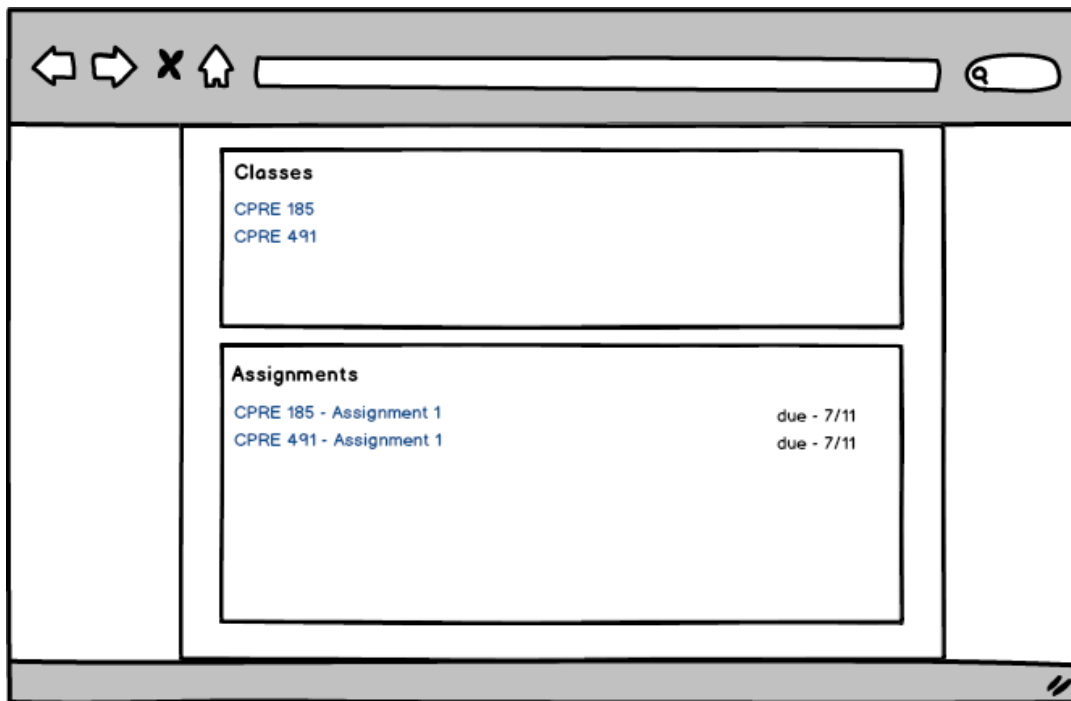 Classes
CPRE 185
CPRE 491
Assignments
CPRE 185 - Assignment 1 due - 7/11
CPRE 491 - Assignment 1 due - 7/11